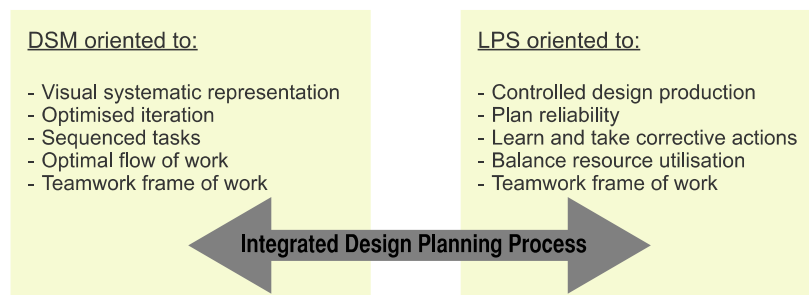 DSM oriented to:
- Visual systematic representation
- Optimised iteration
- Sequenced tasks
- Optimal flow of work
- Teamwork frame of work
LPS oriented to:
- Controlled design production
- Plan reliability
- Learn and take corrective actions
- Balance resource utilisation
- Teamwork frame of work
Integrated Design Planning Process